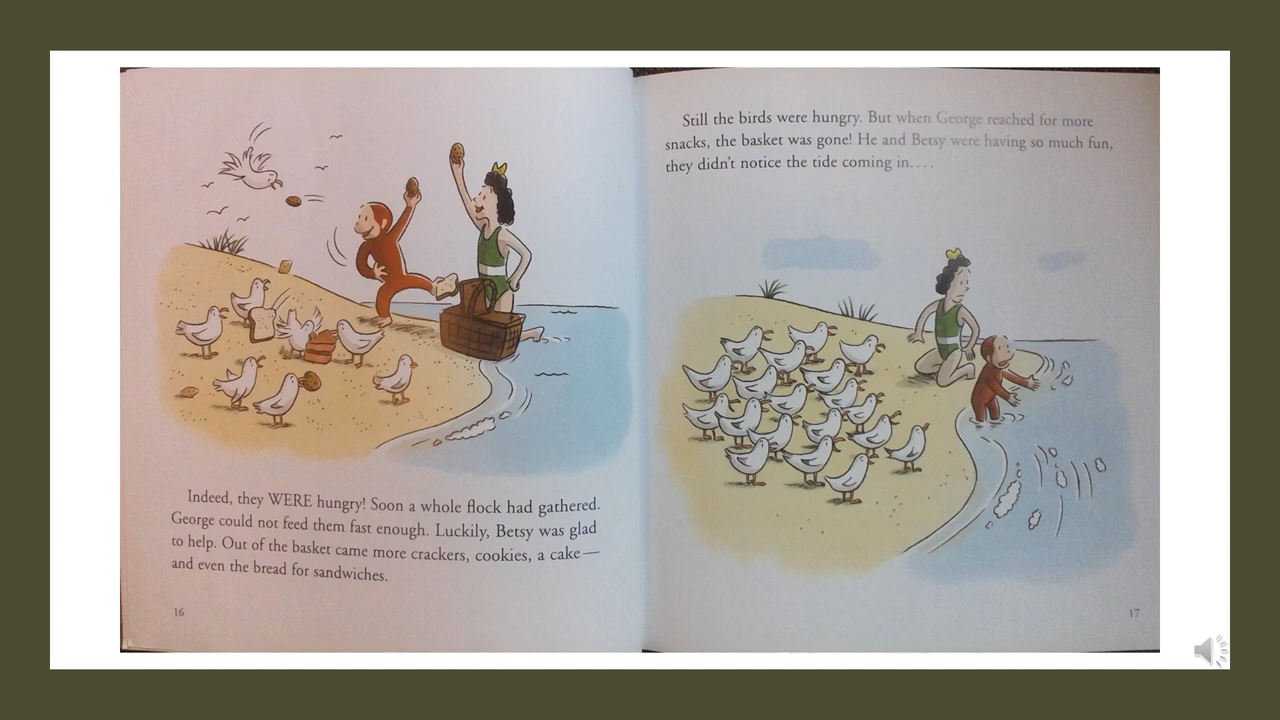 Indeed, they WERE hungry! Soon a whole flock had gathered.
George could not feed them fast enough. Luckily, Betsy was glad
to help. Out of the basket came more crackers, cookies, a cake—
and even the bread for sandwiches.
16
Still the birds were hungry. But when George reached for more
snacks, the basket was gone! He and Betsy were having so much fun,
they didn't notice the tide coming in....
17